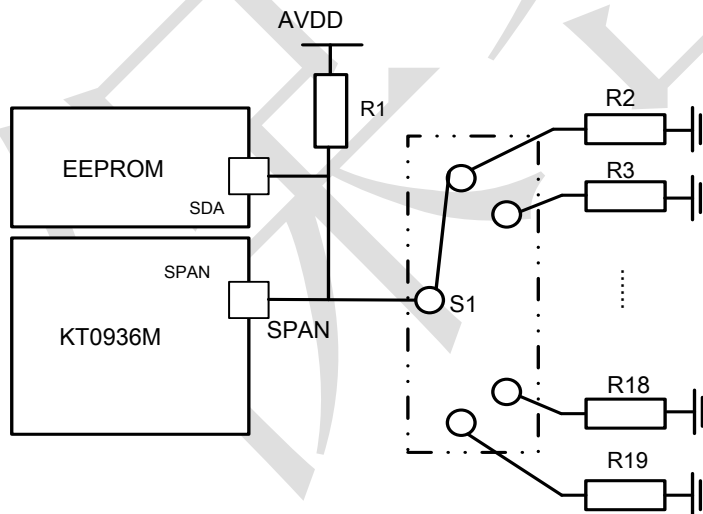 AVDD
R1
R2
EEPROM
R3
SDA
SPAN
S1
SPAN
KT0936M
R18
R19